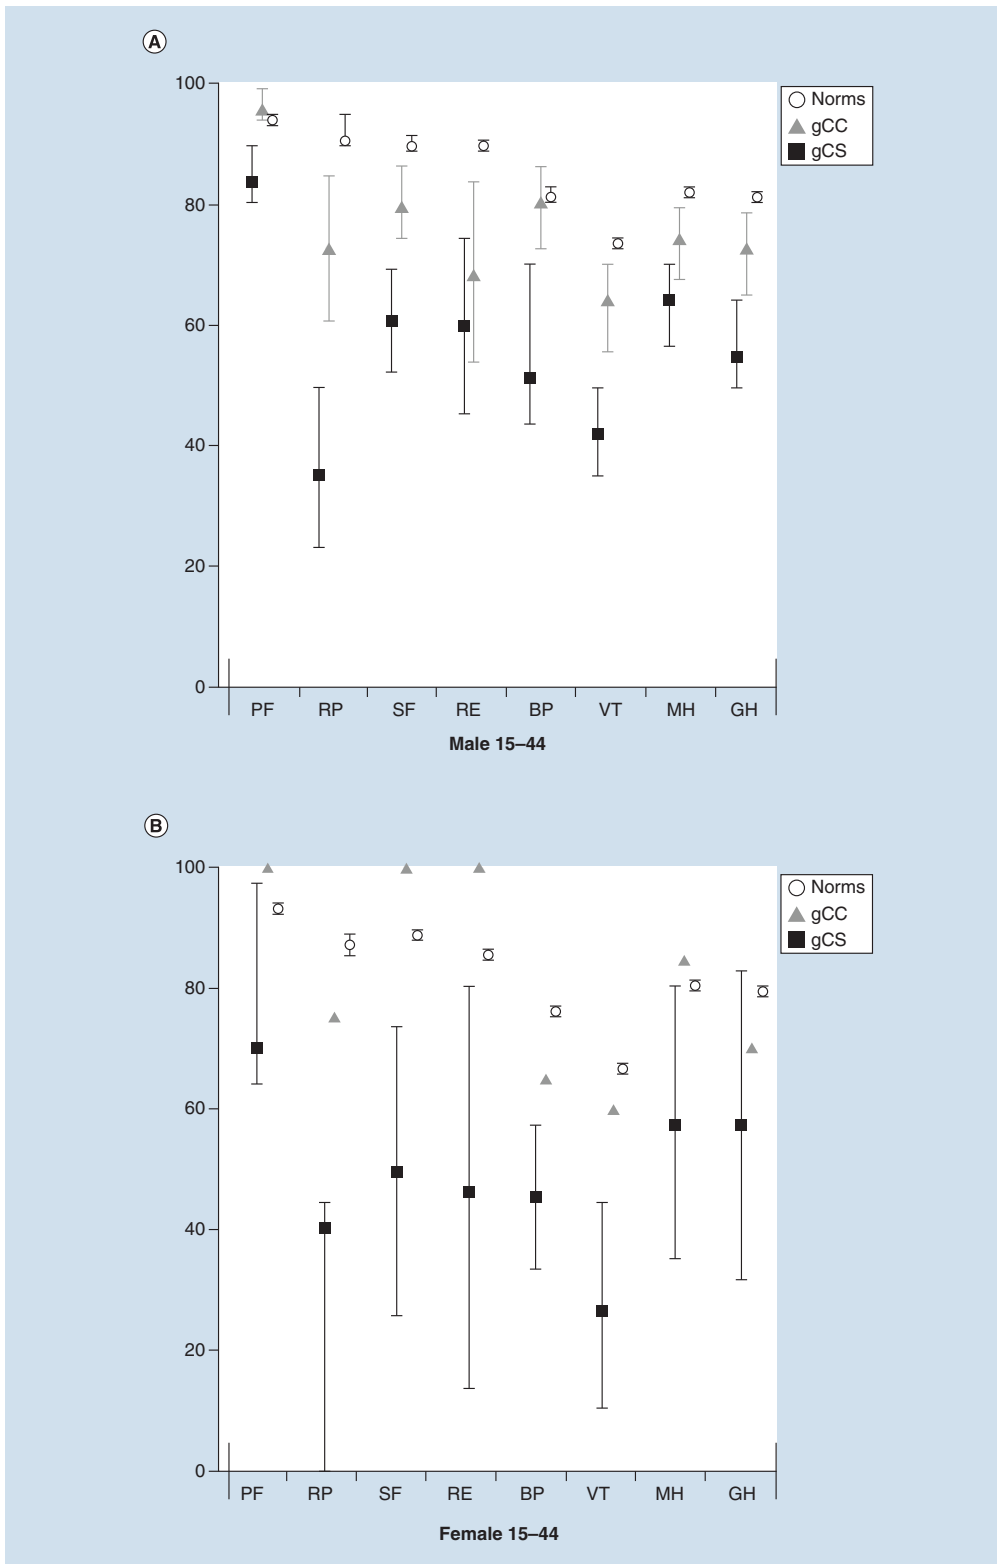 A
100
80
60
40
20
0
PF RP SF RE BP VT MH GH
Male 15–44
Norms
gCC
gCS
B
100
80
60
40
20
0
PF RP SF RE BP VT MH GH
Female 15–44
Norms
gCC
gCS